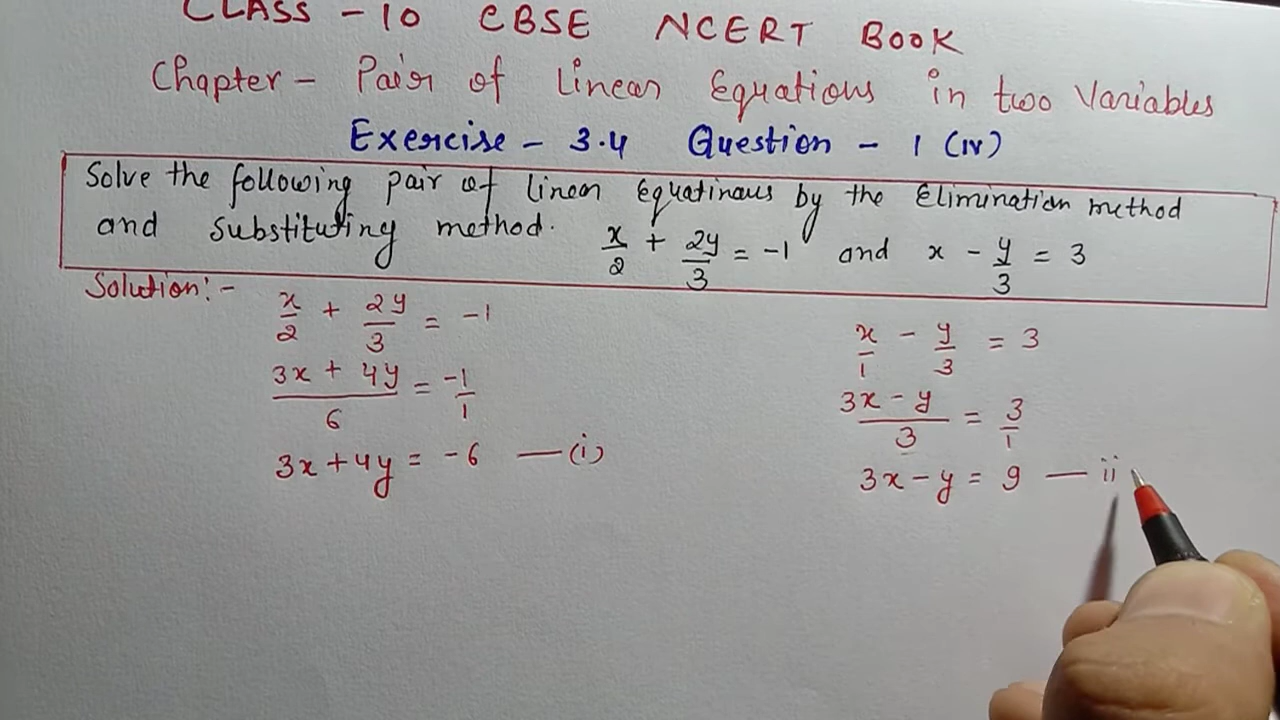 CLASS - 10 CBSE NCERT BOOK
Chapter - Pair of Linear Equations in two Variables
Exercise - 3.4 Question - 1 (iv)
Solve the following pair of linear Equatinous by the Elimination method
and substituting method. x/2 + 2y/3 = -1 and x - y/3 = 3
Solution:-
x/2 + 2y/3 = -1
3x + 4y/6 = -1/1
3x + 4y = -6 — (i)
x/1 - y/3 = 3
3x - y/3 = 3/1
3x - y = 9 — ii